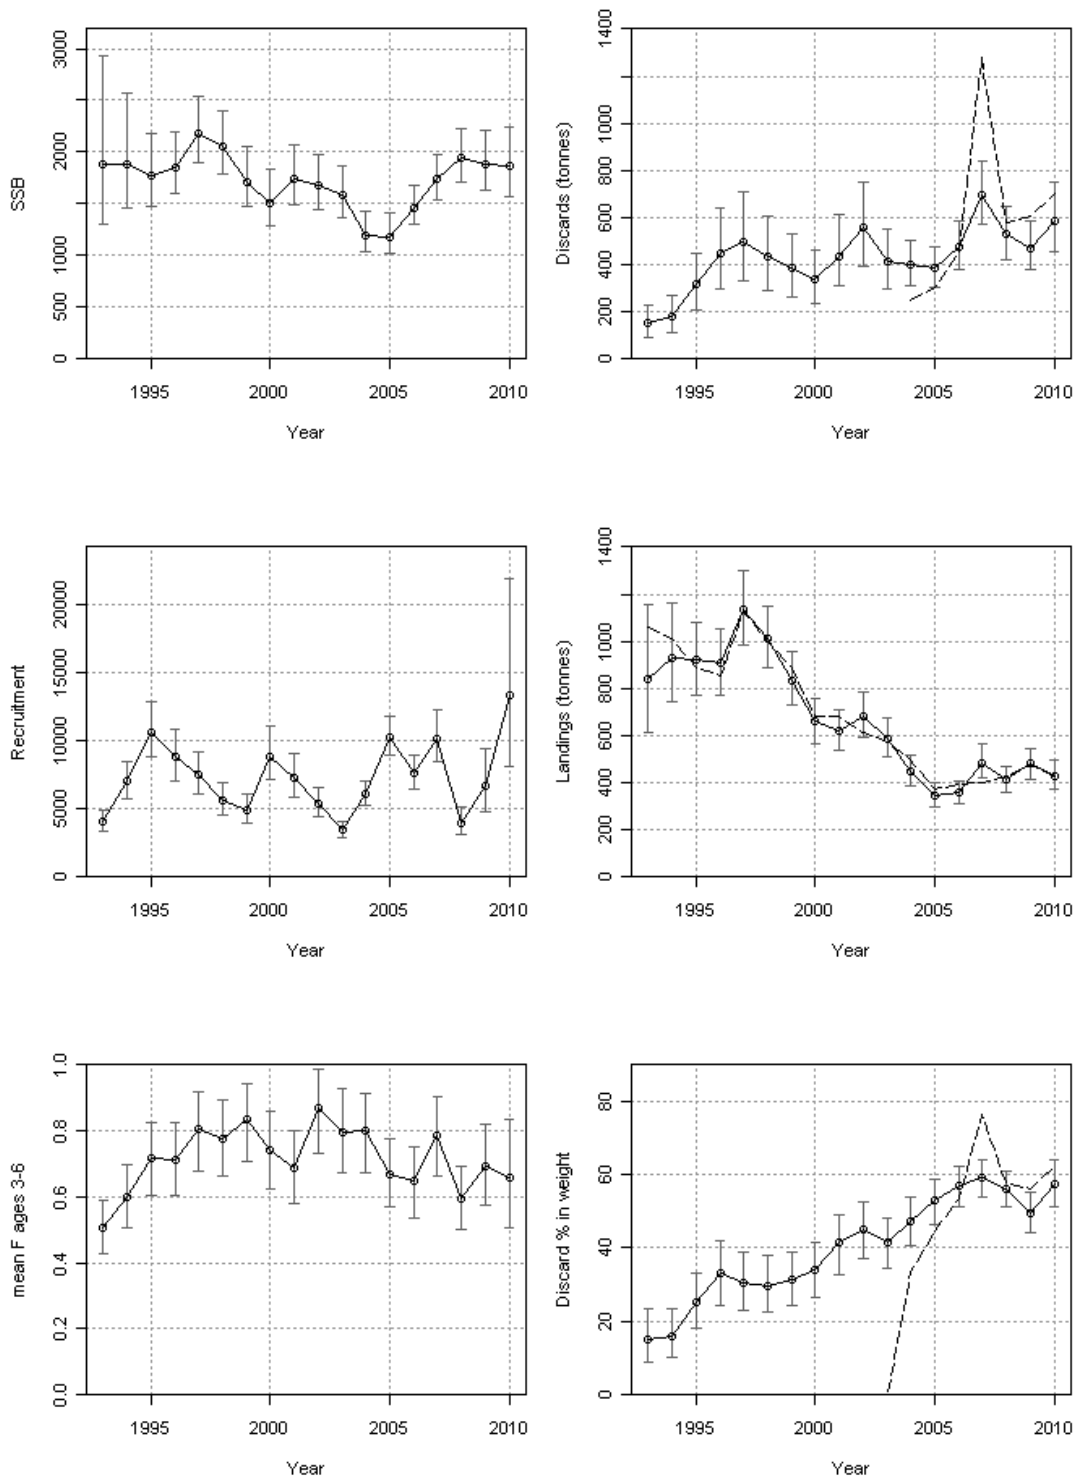 SSB
0 500 1000 2000 3000
1995 2000 2005 2010
Year
Discards (tonnes)
0 200 400 600 800 1000 1400
1995 2000 2005 2010
Year
Recruitment
0 5000 10000 15000 20000
1995 2000 2005 2010
Year
Landings (tonnes)
0 200 400 600 800 1000 1400
1995 2000 2005 2010
Year
mean F ages 3-6
0.0 0.2 0.4 0.6 0.8 1.0
1995 2000 2005 2010
Year
Discard % in weight
0 20 40 60 80
1995 2000 2005 2010
Year